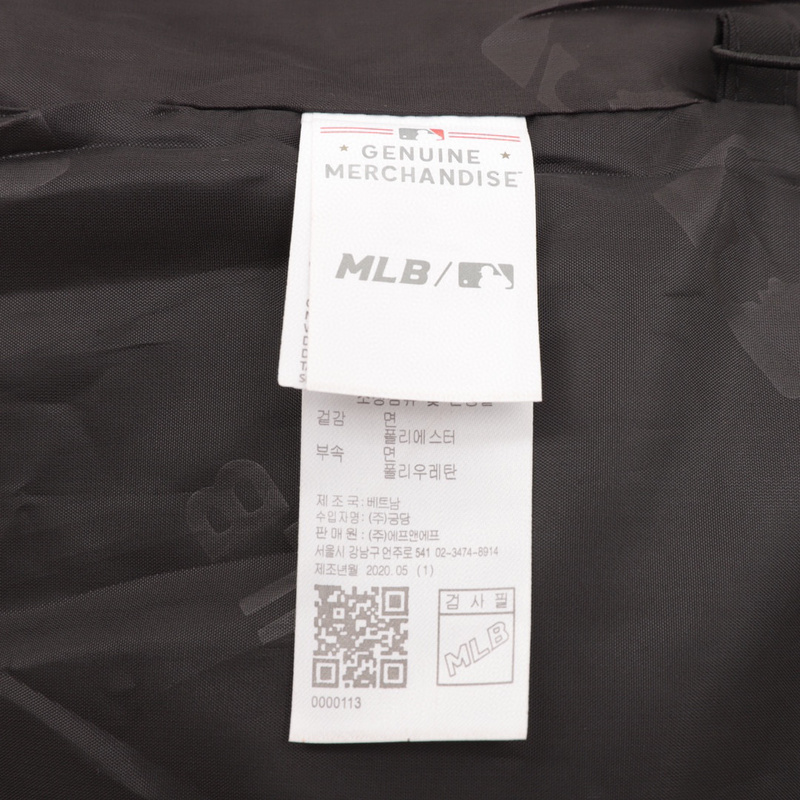 GENUINE
MERCHANDISE™
MLB/
겉감 면
폴리에스터
부속 면
폴리우레탄
제 조 국 : 베트남
수입자명 : (주)궁당
판 매 원 : (주)에프앤에프
서울시 강남구 언주로 541 02-3474-8914
제조년월 2020. 05 (1)
검 사 필
MLB
0000113